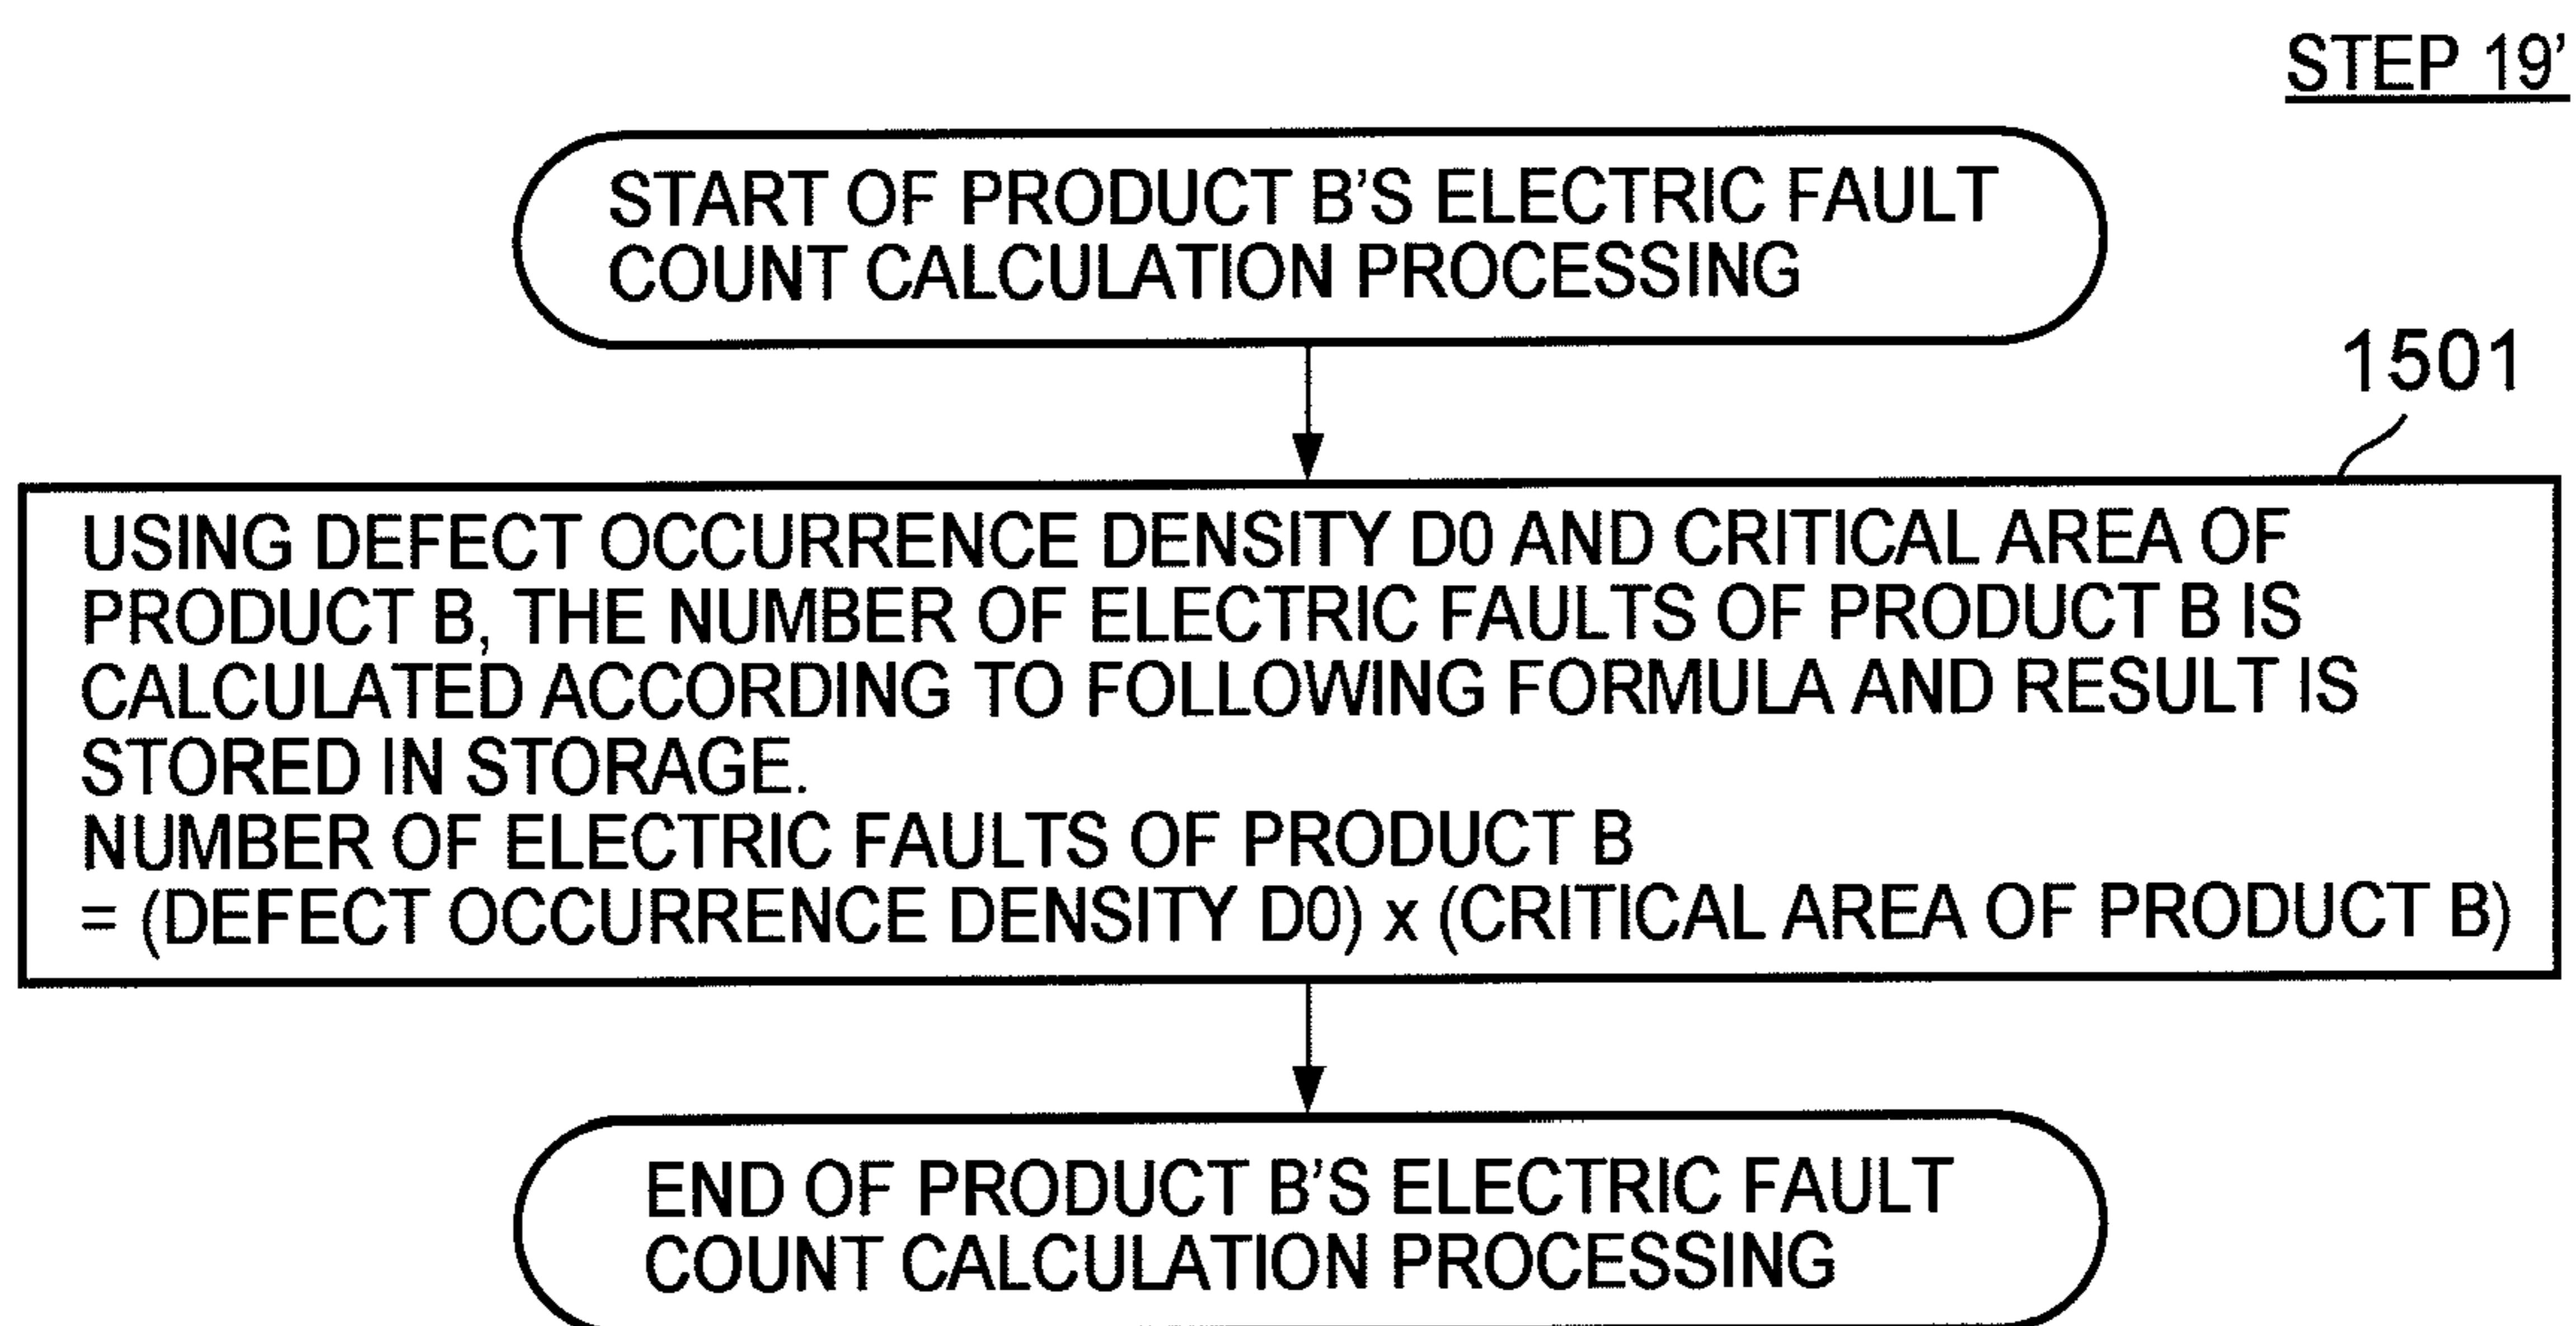 STEP 19’
START OF PRODUCT B’S ELECTRIC FAULT
COUNT CALCULATION PROCESSING
1501
USING DEFECT OCCURRENCE DENSITY D0 AND CRITICAL AREA OF
PRODUCT B, THE NUMBER OF ELECTRIC FAULTS OF PRODUCT B IS
CALCULATED ACCORDING TO FOLLOWING FORMULA AND RESULT IS
STORED IN STORAGE.
NUMBER OF ELECTRIC FAULTS OF PRODUCT B
= (DEFECT OCCURRENCE DENSITY D0) x (CRITICAL AREA OF PRODUCT B)
END OF PRODUCT B’S ELECTRIC FAULT
COUNT CALCULATION PROCESSING